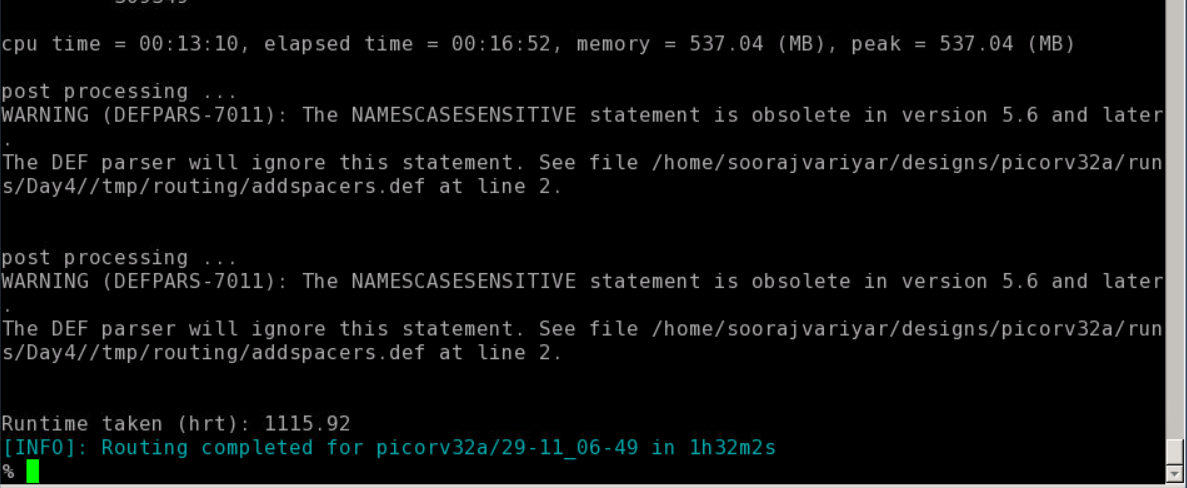 cpu time = 00:13:10, elapsed time = 00:16:52, memory = 537.04 (MB), peak = 537.04 (MB)
post processing ...
WARNING (DEFPARS-7011): The NAMESCASESENSITIVE statement is obsolete in version 5.6 and later
.
The DEF parser will ignore this statement. See file /home/soorajvariyar/designs/picorv32a/run
s/Day4//tmp/routing/addspacers.def at line 2.
post processing ...
WARNING (DEFPARS-7011): The NAMESCASESENSITIVE statement is obsolete in version 5.6 and later
.
The DEF parser will ignore this statement. See file /home/soorajvariyar/designs/picorv32a/run
s/Day4//tmp/routing/addspacers.def at line 2.
Runtime taken (hrt): 1115.92
[INFO]: Routing completed for picorv32a/29-11_06-49 in 1h32m2s
%